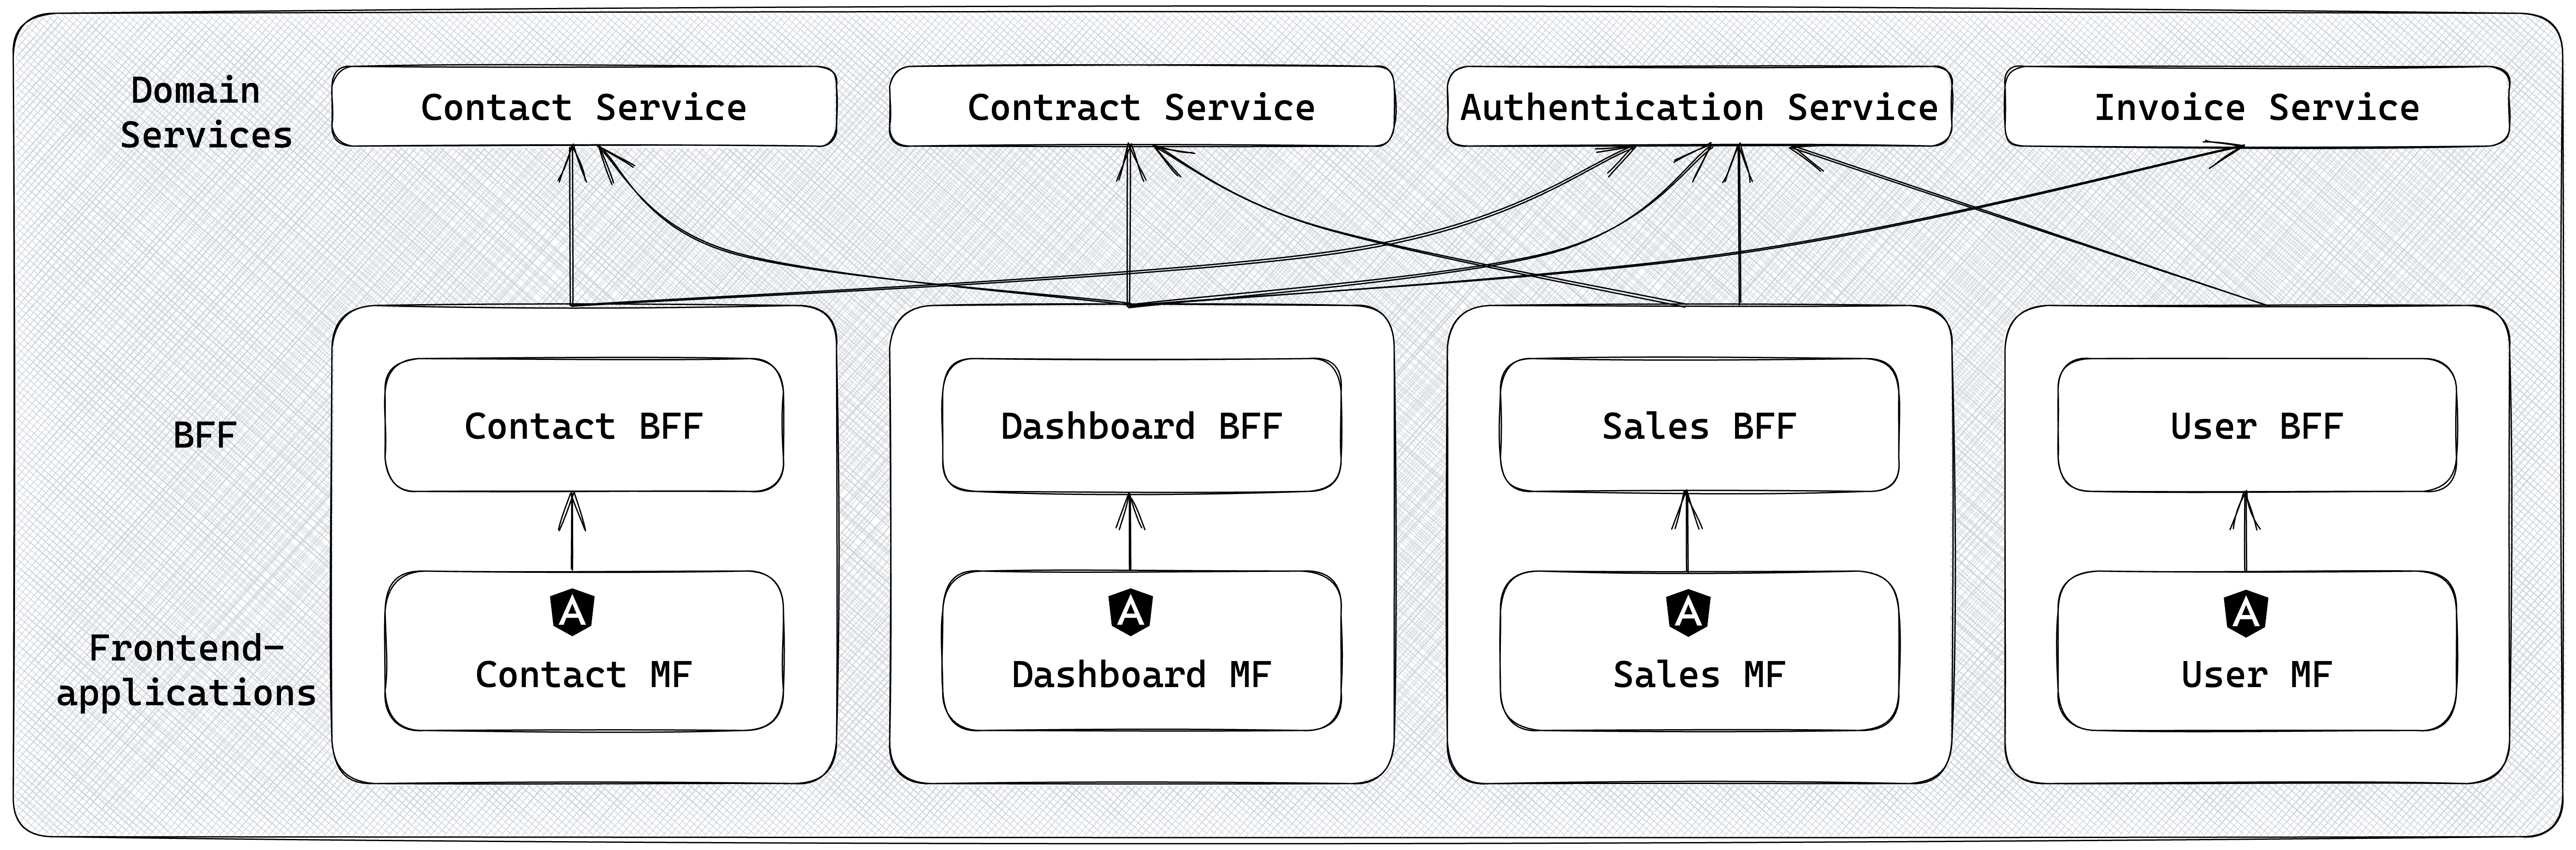 Domain
Services
Contact Service
Contract Service
Authentication Service
Invoice Service
BFF
Contact BFF
Dashboard BFF
Sales BFF
User BFF
Frontend-
applications
Contact MF
Dashboard MF
Sales MF
User MF